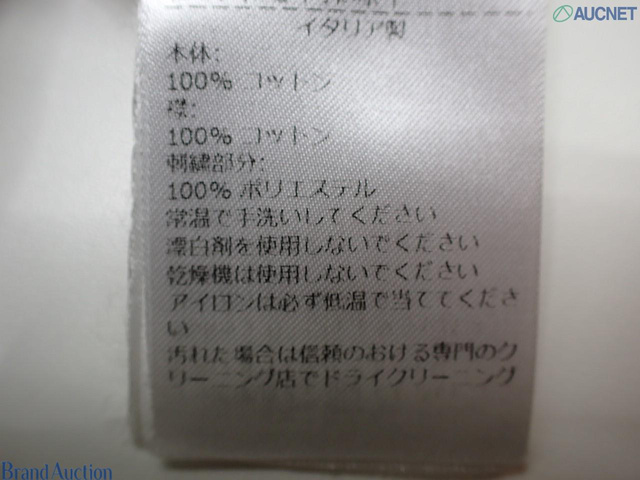 AUCNET
イタリア製
本体:
100% コットン
襟:
100% コットン
刺繍部分:
100% ポリエステル
常温で手洗いしてください
漂白剤を使用しないでください
乾燥機は使用しないでください
アイロンは必ず低温で当ててくださ
い
汚れた場合は信頼のおける専門のク
リーニング店でドライクリーニング
Brand Auction